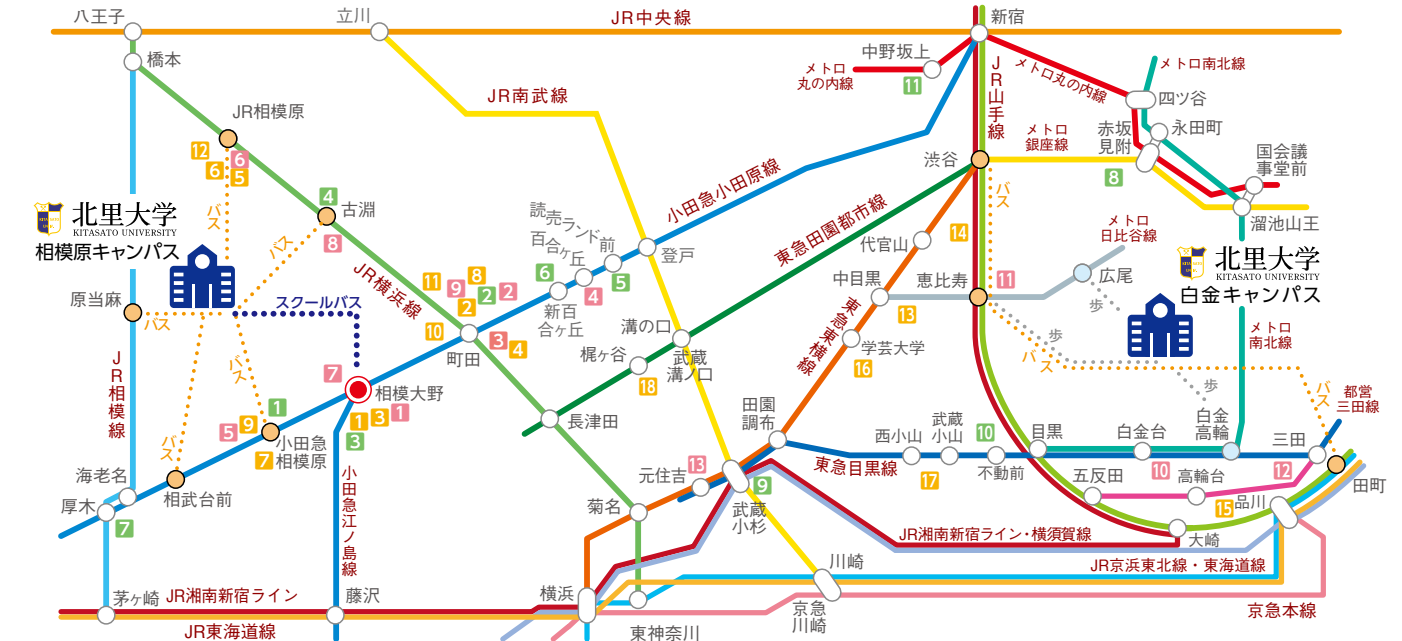 八王子
立川
JR中央線
新宿
橋本
中野坂上
メトロ
丸の内線
11
JR山手線
メトロ丸の内線
メトロ南北線
四ツ谷
JR南武線
JR相模原
12
6
6
5
赤坂
見附
永田町
メトロ
銀座線
8
国会議
事堂前
渋谷
溜池山王
4
古淵
8
バス
バス
小田急小田原線
読売ランド前
百合ヶ丘
6
4
5
新百
合ヶ丘
登戸
東急田園都市線
代官山
14
バス
メトロ
日比谷線
広尾
歩
北里大学
KITASATO UNIVERSITY
相模原キャンパス
北里大学
KITASATO UNIVERSITY
白金キャンパス
原当麻
バス
スクールバス
JR横浜線
11
8
9
2
2
2
10
町田
3
4
中目黒
恵比寿
11
13
東急東横線
学芸大学
16
歩
バス
歩
メトロ
南北線
溝の口
武蔵
溝ノ口
梶ヶ谷
18
JR相模線
バス
7
相模大野
1
3
1
3
1
5
9
7
小田急
相模原
長津田
田園
調布
西小山
武蔵
小山
10
目黒
不動前
17
東急目黒線
白金台
10
白金
高輪
バス
都営
三田線
三田
12
田町
海老名
厚木
7
バス
相武台前
小田急江ノ島線
元住吉
13
9
武蔵
小杉
菊名
五反田
高輪台
15
品川
大崎
JR湘南新宿ライン・横須賀線
川崎
JR京浜東北線・東海道線
京急
川崎
京急本線
茅ヶ崎
JR湘南新宿ライン
藤沢
JR東海道線
横浜
東神奈川